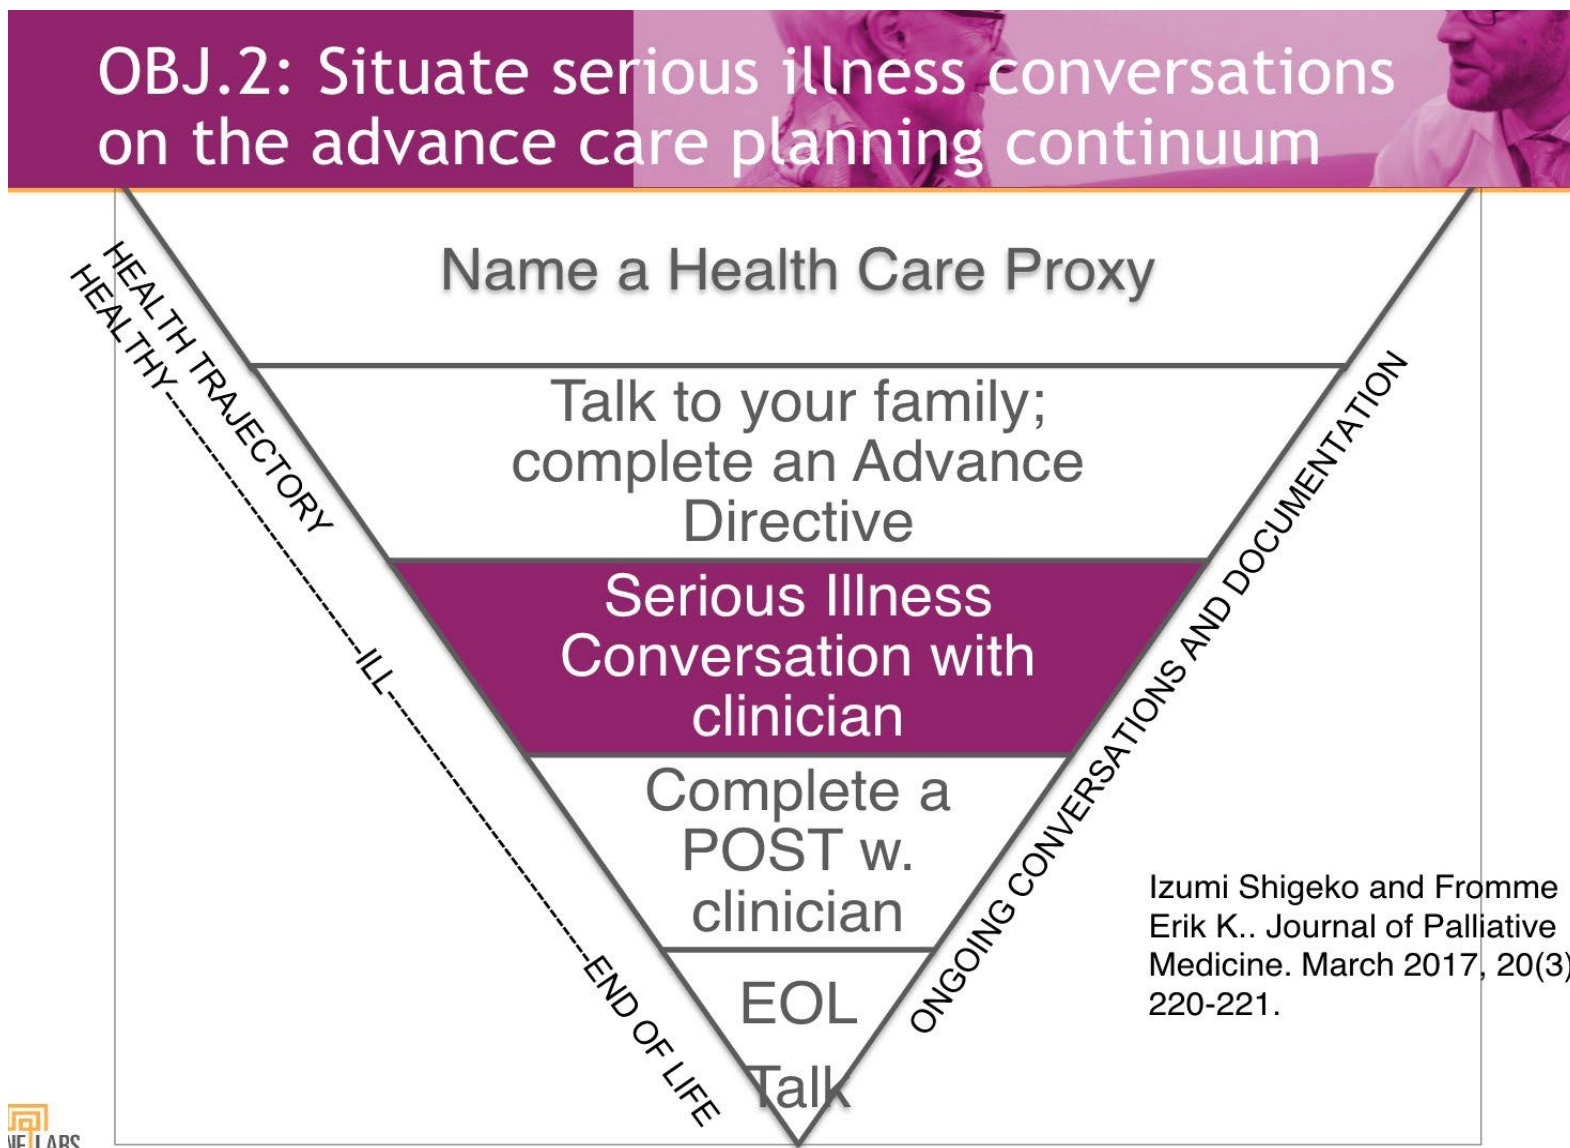 OBJ.2: Situate serious illness conversations
on the advance care planning continuum
Name a Health Care Proxy
HEALTH TRAJECTORY
HEALTHY ---------------------ILL---------------------END OF LIFE
Talk to your family;
complete an Advance
Directive
Serious Illness
Conversation with
clinician
Complete a
POST w.
clinician
EOL
Talk
ONGOING CONVERSATIONS AND DOCUMENTATION
Izumi Shigeko and Fromme
Erik K.. Journal of Palliative
Medicine. March 2017, 20(3)
220-221.
LABS